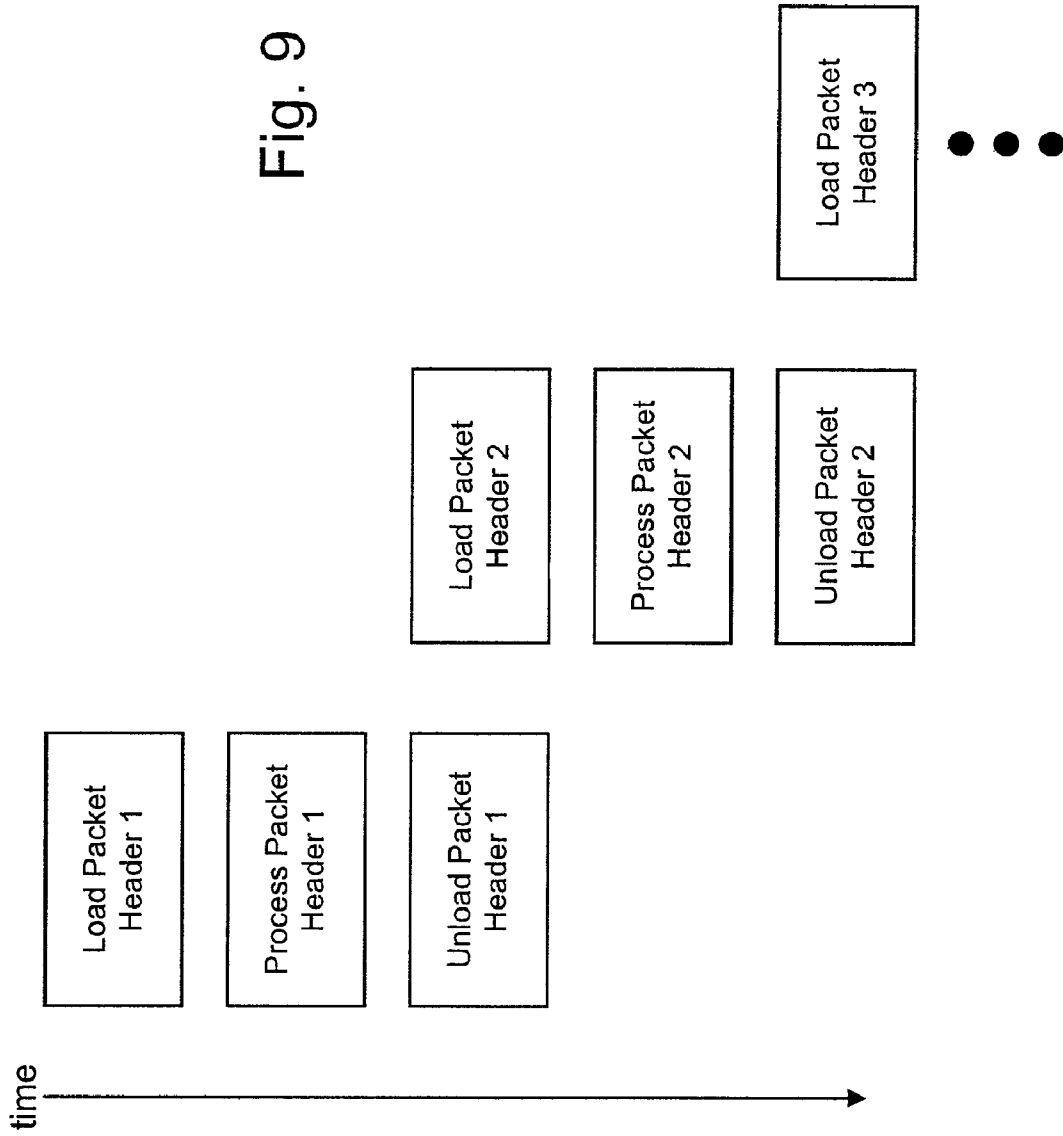 Fig. 9
time
Load Packet
Header 1
Process Packet
Header 1
Unload Packet
Header 1
Load Packet
Header 2
Process Packet
Header 2
Unload Packet
Header 2
Load Packet
Header 3